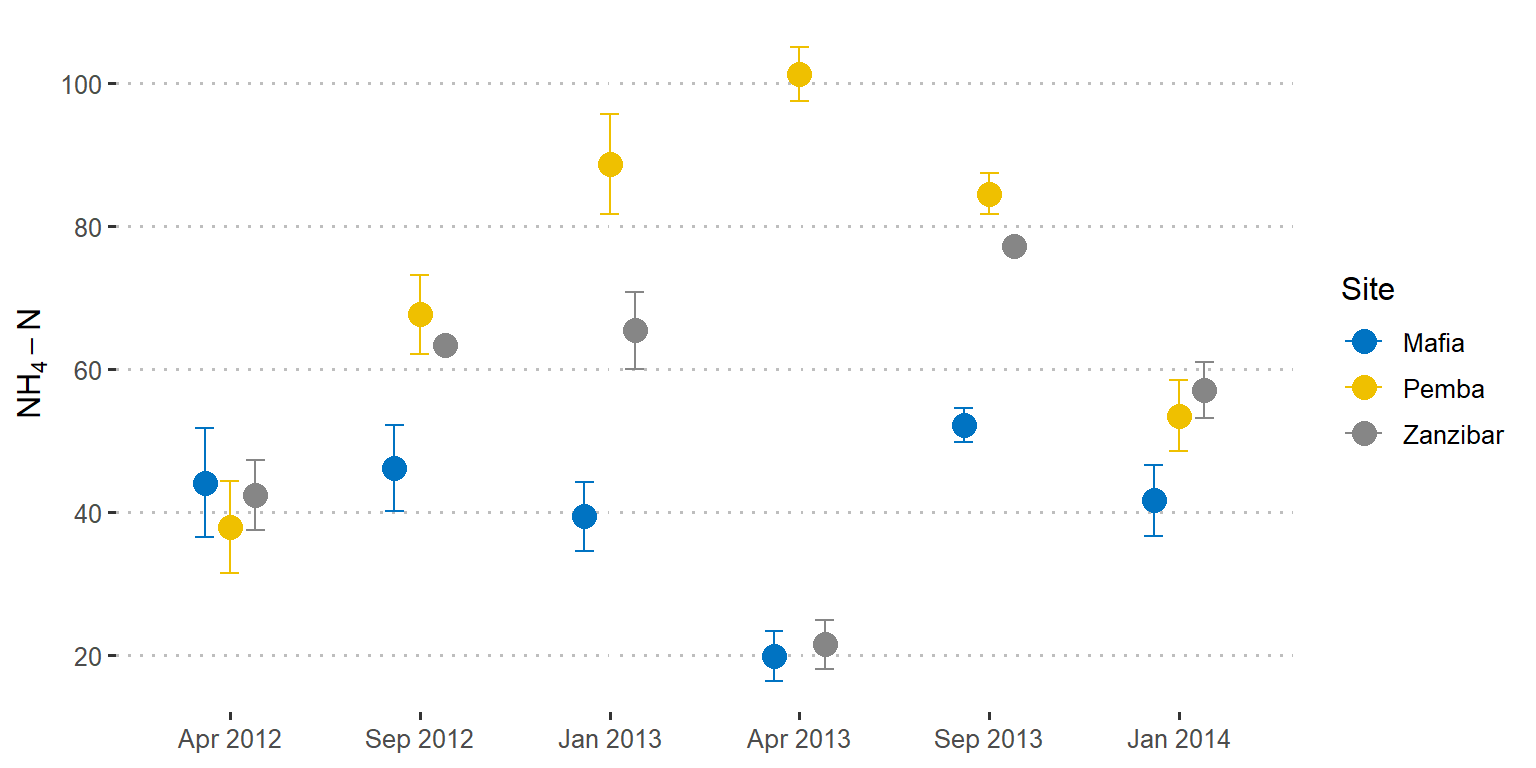 NH₄ – N
100
80
60
40
20
Apr 2012
Sep 2012
Jan 2013
Apr 2013
Sep 2013
Jan 2014
Site
Mafia
Pemba
Zanzibar